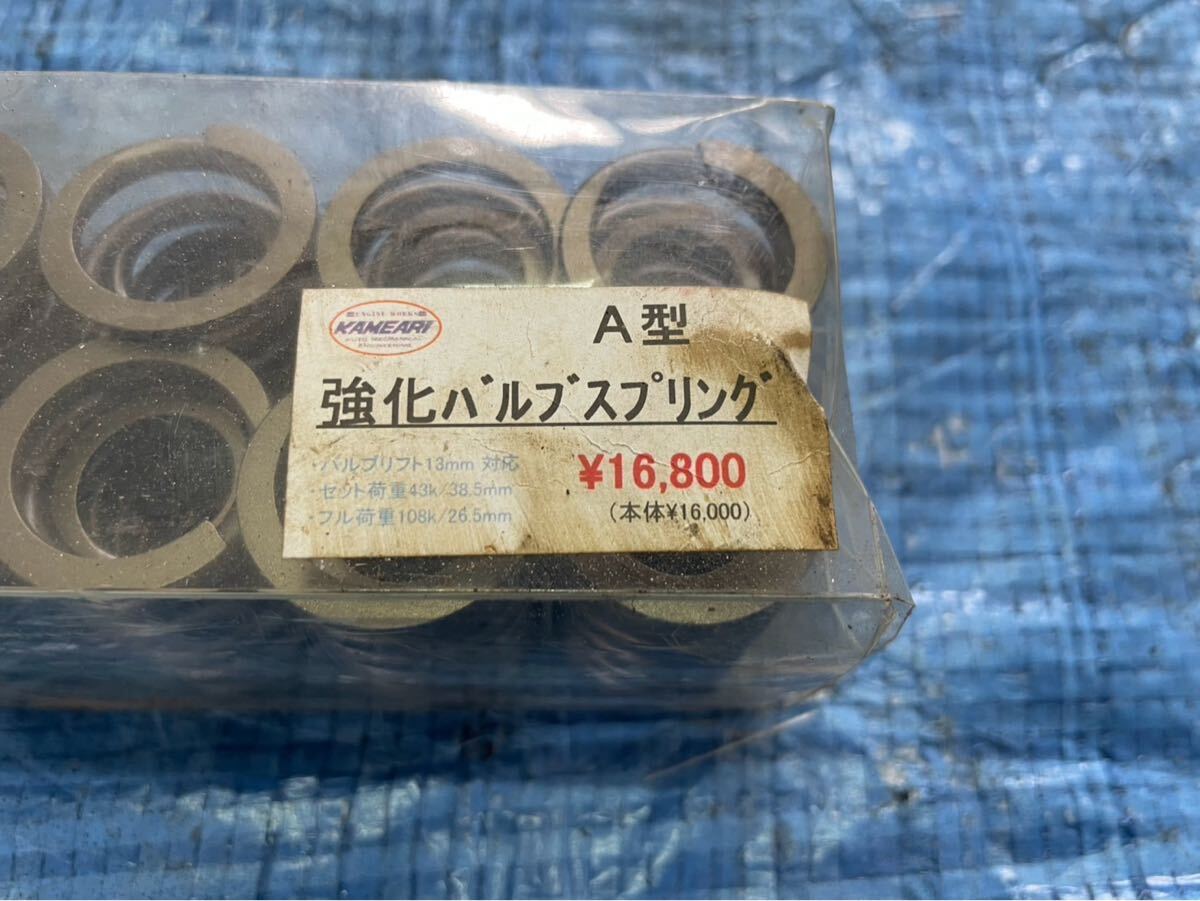 ENGINE WORKS
KAMEARI
ENGINEERING
A型
強化バルブスプリング
・バルブリフト13mm 対応
・セット荷重43k/38.5mm
・フル荷重108k/26.5mm
¥16,800
(本体¥16,000)